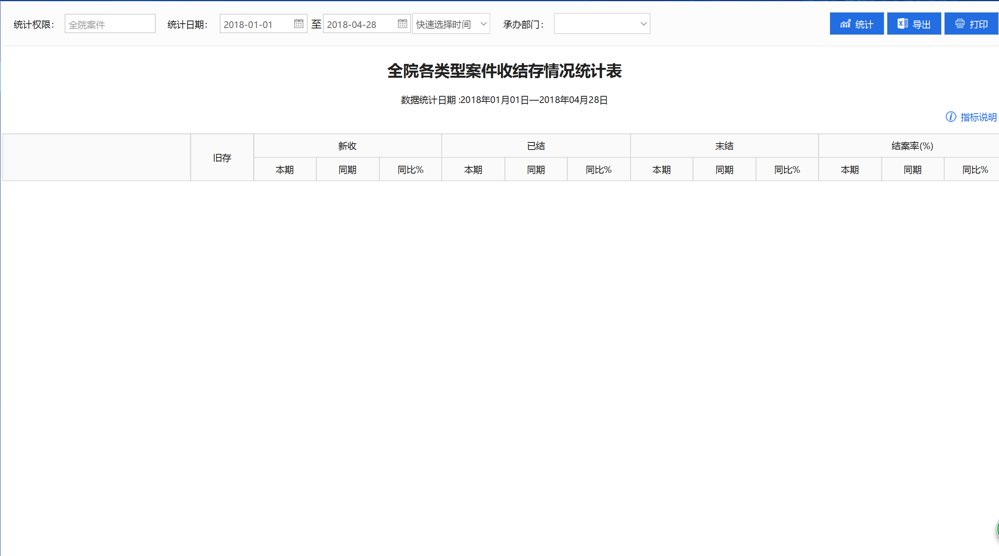 统计权限： 全院案件 统计日期： 2018-01-01 至 2018-04-28 快速选择时间 承办部门： 统计 导出 打印
全院各类型案件收结存情况统计表
数据统计日期 :2018年01月01日—2018年04月28日
指标说明
旧存 新收 已结 末结 结案率(%)
本期 同期 同比% 本期 同期 同比% 本期 同期 同比% 本期 同期 同比%